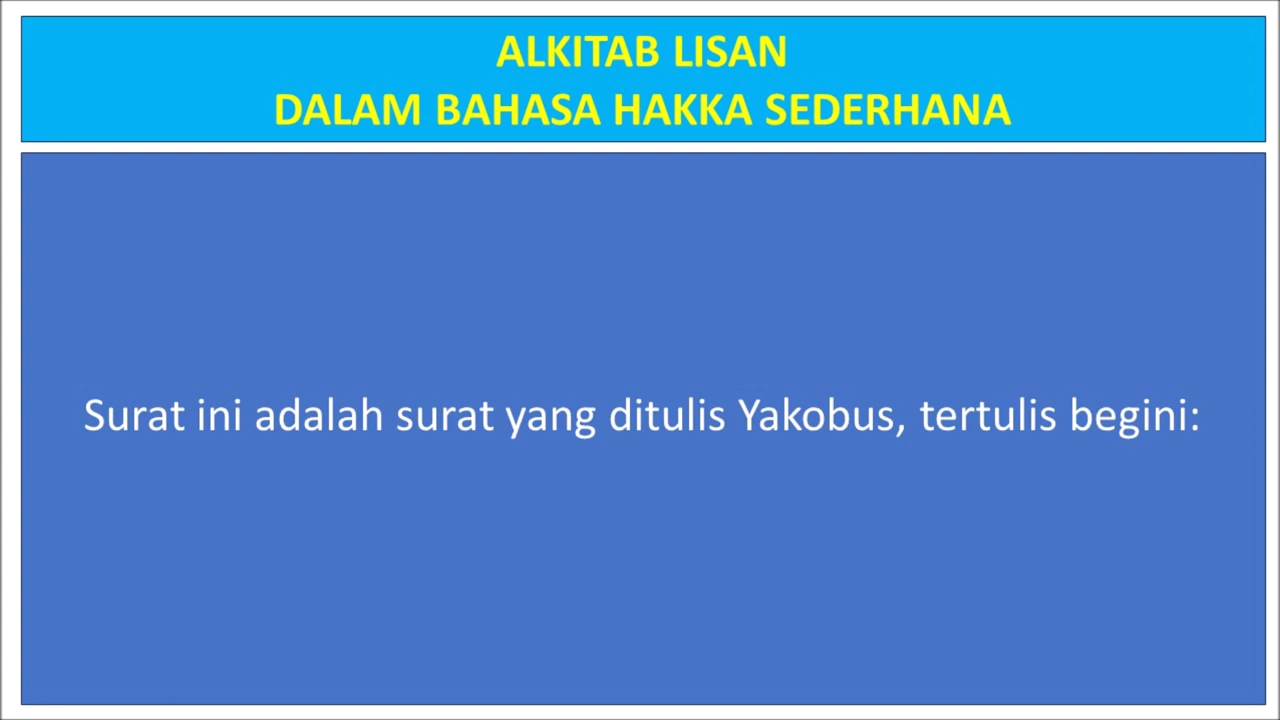 ALKITAB LISAN
DALAM BAHASA HAKKA SEDERHANA
Surat ini adalah surat yang ditulis Yakobus, tertulis begini: